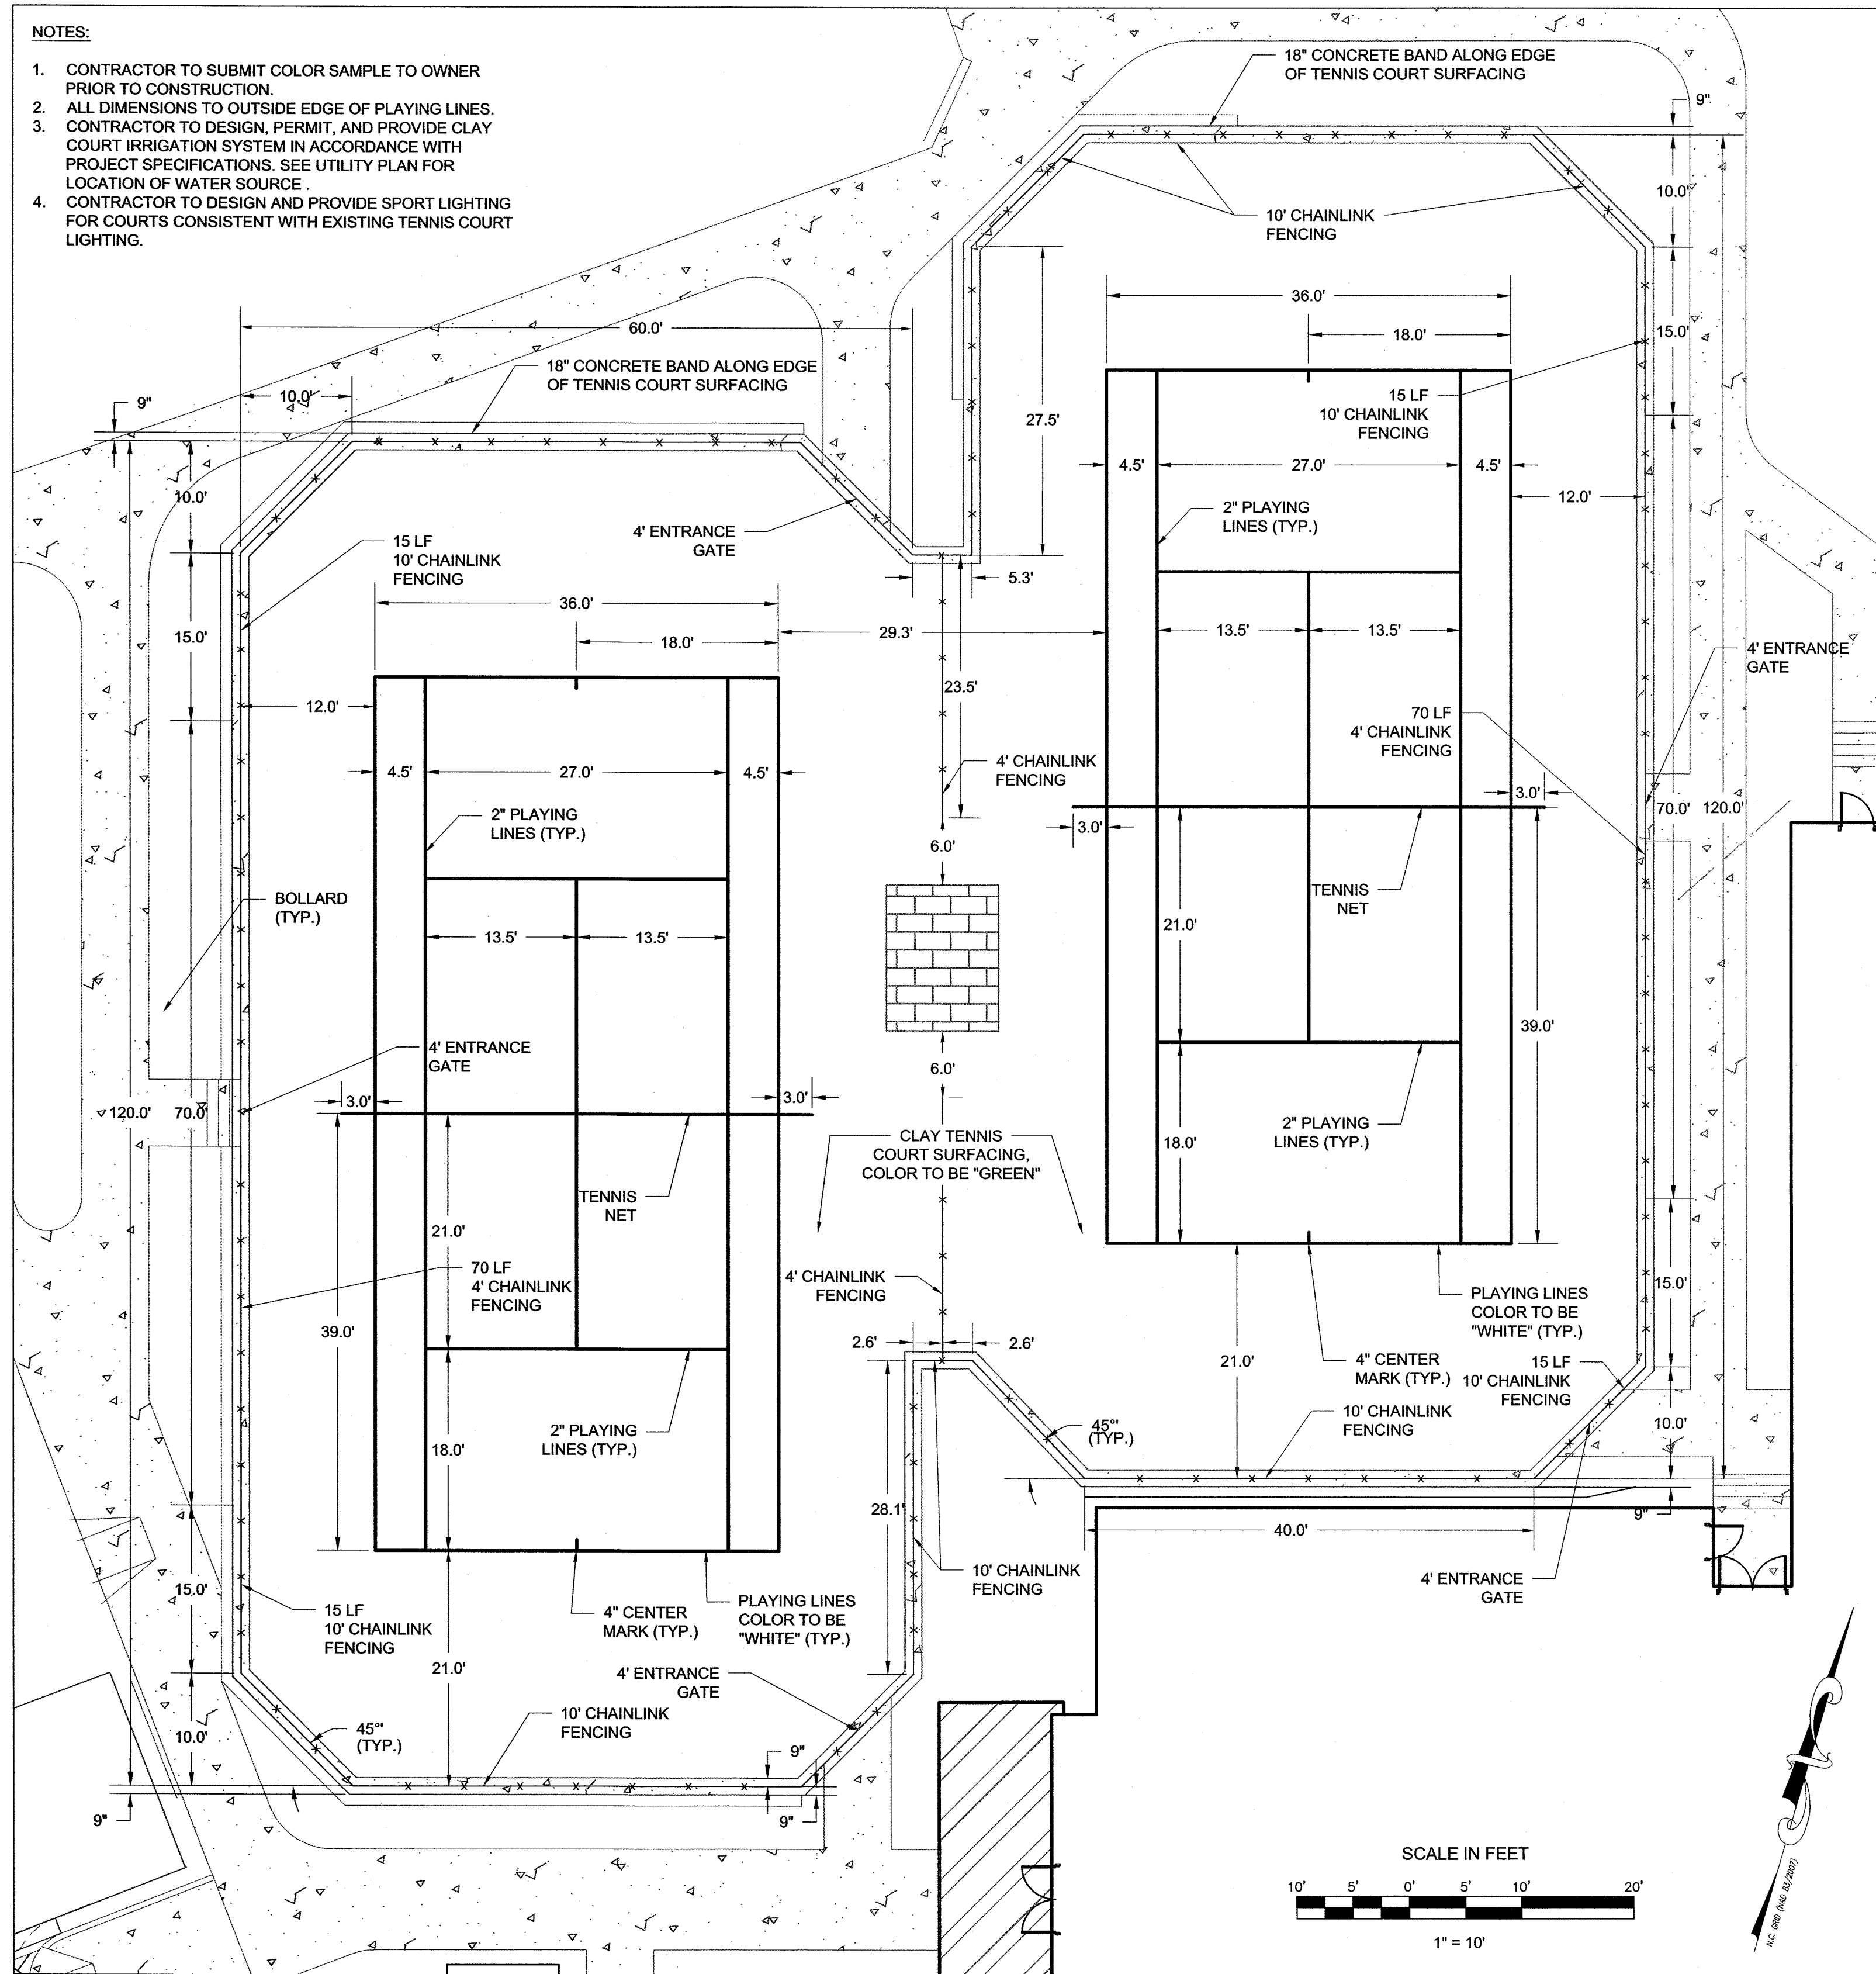 NOTES:
1. CONTRACTOR TO SUBMIT COLOR SAMPLE TO OWNER
PRIOR TO CONSTRUCTION.
2. ALL DIMENSIONS TO OUTSIDE EDGE OF PLAYING LINES.
3. CONTRACTOR TO DESIGN, PERMIT, AND PROVIDE CLAY
COURT IRRIGATION SYSTEM IN ACCORDANCE WITH
PROJECT SPECIFICATIONS. SEE UTILITY PLAN FOR
LOCATION OF WATER SOURCE .
4. CONTRACTOR TO DESIGN AND PROVIDE SPORT LIGHTING
FOR COURTS CONSISTENT WITH EXISTING TENNIS COURT
LIGHTING.
18" CONCRETE BAND ALONG EDGE
OF TENNIS COURT SURFACING
9"
10.0'
10' CHAINLINK
FENCING
36.0'
18.0'
15.0'
60.0'
18" CONCRETE BAND ALONG EDGE
OF TENNIS COURT SURFACING
10.0'
9"
27.5'
15 LF
10' CHAINLINK
FENCING
4.5'
27.0'
4.5'
12.0'
10.0'
2" PLAYING
LINES (TYP.)
4' ENTRANCE
GATE
15 LF
10' CHAINLINK
FENCING
5.3'
36.0'
15.0'
18.0'
29.3'
13.5'
13.5'
4' ENTRANCE
GATE
23.5'
12.0'
70 LF
4' CHAINLINK
FENCING
4.5'
27.0'
4.5'
4' CHAINLINK
FENCING
3.0'
70.0'
120.0'
2" PLAYING
LINES (TYP.)
3.0'
6.0'
BOLLARD
(TYP.)
TENNIS
NET
21.0'
13.5'
13.5'
39.0'
4' ENTRANCE
GATE
6.0'
3.0'
3.0'
120.0'
70.0'
CLAY TENNIS
COURT SURFACING,
COLOR TO BE "GREEN"
2" PLAYING
LINES (TYP.)
18.0'
TENNIS
NET
21.0'
70 LF
4' CHAINLINK
FENCING
4' CHAINLINK
FENCING
15.0'
PLAYING LINES
COLOR TO BE
"WHITE" (TYP.)
39.0'
2.6'
2.6'
21.0'
4" CENTER
MARK (TYP.)
15 LF
10' CHAINLINK
FENCING
10' CHAINLINK
FENCING
10.0'
45°'
(TYP.)
2" PLAYING
LINES (TYP.)
18.0'
28.1'
9"
40.0'
10' CHAINLINK
FENCING
4' ENTRANCE
GATE
15.0'
15 LF
10' CHAINLINK
FENCING
4" CENTER
MARK (TYP.)
PLAYING LINES
COLOR TO BE
"WHITE" (TYP.)
21.0'
4' ENTRANCE
GATE
10' CHAINLINK
FENCING
10.0'
45°'
(TYP.)
9"
9"
9"
SCALE IN FEET
10' 5' 0' 5' 10' 20'
1" = 10'
N.C. GRID (NAD 83/2007)